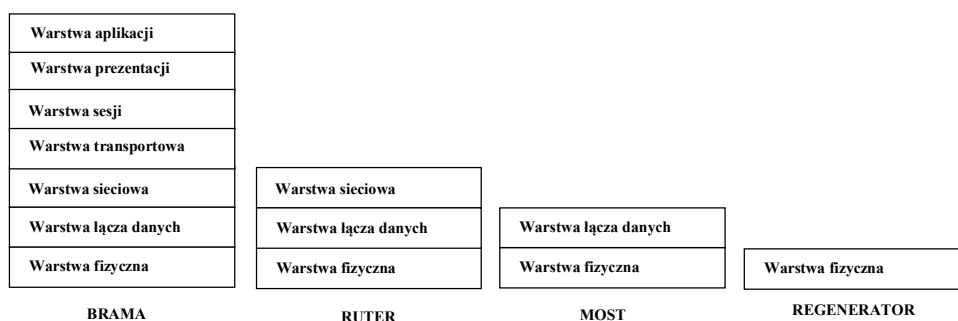 Warstwa aplikacji
Warstwa prezentacji
Warstwa sesji
Warstwa transportowa
Warstwa sieciowa
Warstwa łącza danych
Warstwa fizyczna
BRAMA
Warstwa sieciowa
Warstwa łącza danych
Warstwa fizyczna
RUTER
Warstwa łącza danych
Warstwa fizyczna
MOST
Warstwa fizyczna
REGENERATOR